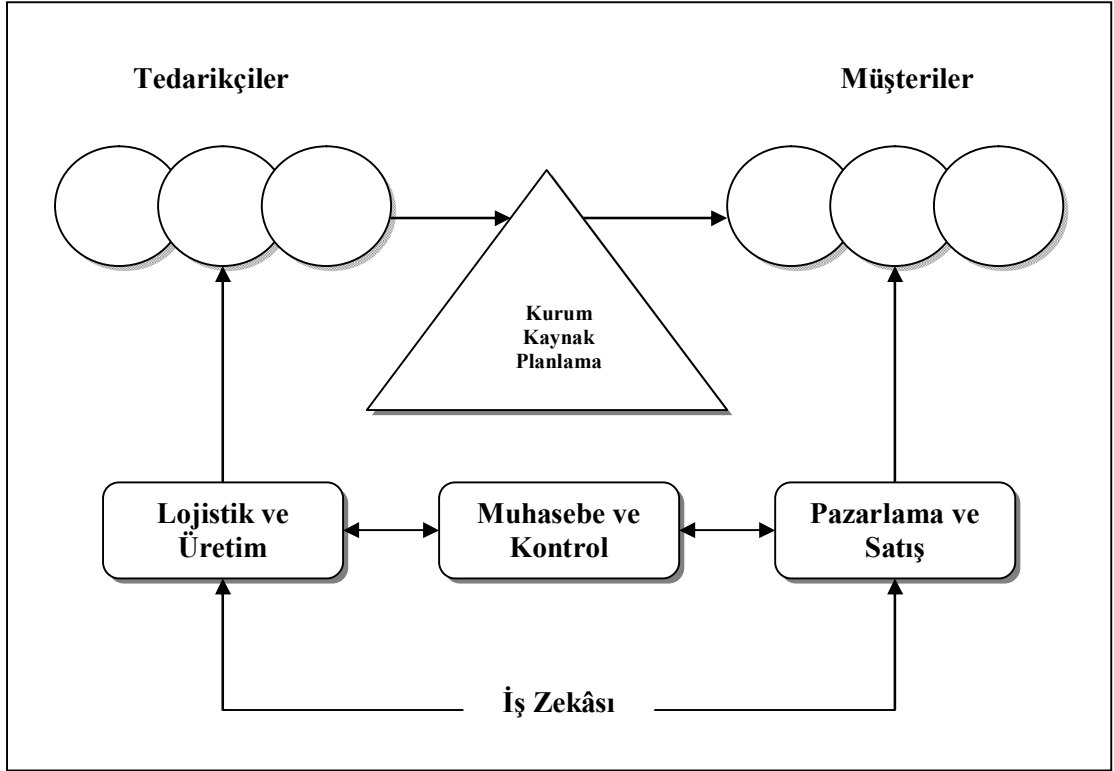 Tedarikçiler
Müşteriler
Kurum
Kaynak
Planlama
Lojistik ve
Üretim
Muhasebe ve
Kontrol
Pazarlama ve
Satış
İş Zekâsı